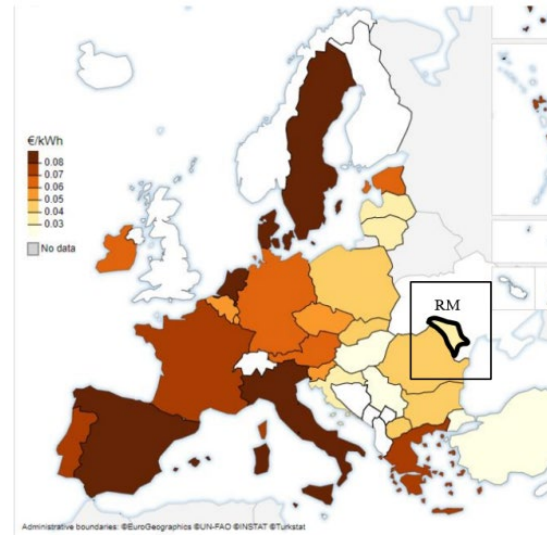 €/kWh
0.08
0.07
0.06
0.05
0.04
0.03
No data
RM
Administrative boundaries: ©EuroGeographics ©UN-FAO ©INSTAT ©Turkstat